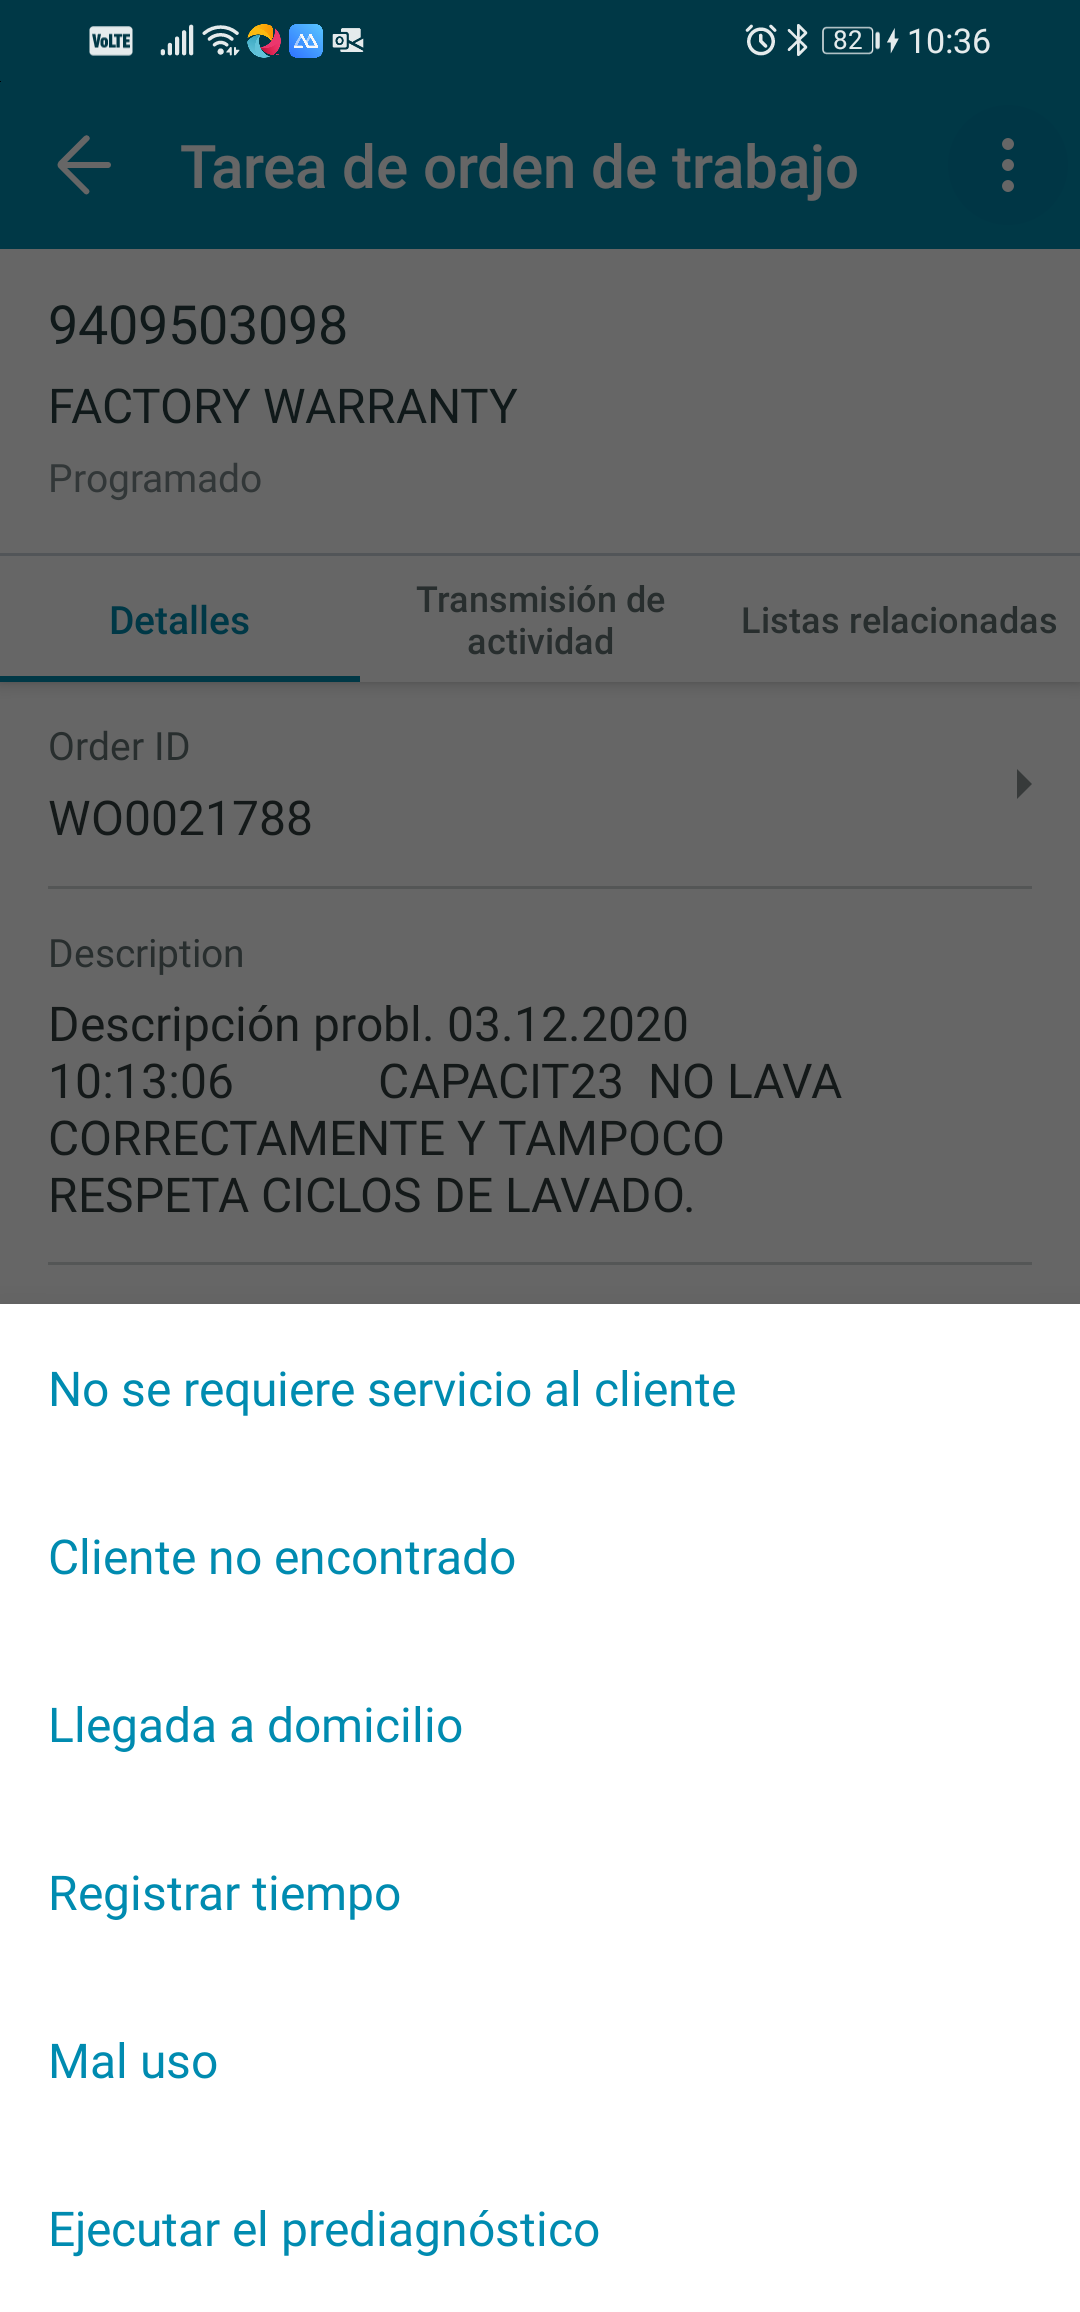 VoLTE 82 10:36
Tarea de orden de trabajo
9409503098
FACTORY WARRANTY
Programado
Detalles
Transmisión de
actividad
Listas relacionadas
Order ID
WO0021788
Description
Descripción probl. 03.12.2020
10:13:06 CAPACIT23 NO LAVA
CORRECTAMENTE Y TAMPOCO
RESPETA CICLOS DE LAVADO.
No se requiere servicio al cliente
Cliente no encontrado
Llegada a domicilio
Registrar tiempo
Mal uso
Ejecutar el prediagnóstico